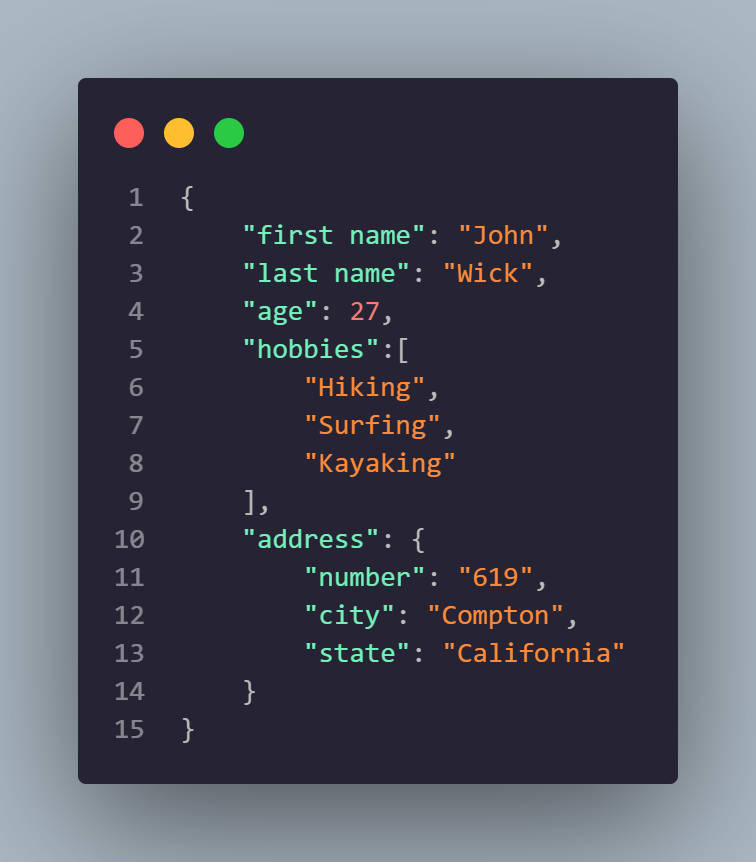 1 {
2     "first name": "John",
3     "last name": "Wick",
4     "age": 27,
5     "hobbies":[
6         "Hiking",
7         "Surfing",
8         "Kayaking"
9     ],
10     "address": {
11         "number": "619",
12         "city": "Compton",
13         "state": "California"
14     }
15 }